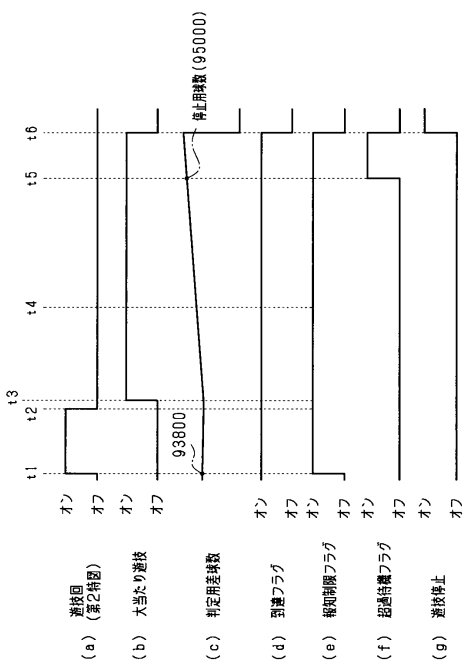 t1
t2
t3
t4
t5
t6
(a) 遊技回
(第2特図)
オン
オフ
(b) 大当たり遊技
オン
オフ
(c) 判定用差球数
93800
停止用球数(95000)
(d) 到達フラグ
オン
オフ
(e) 報知制限フラグ
オン
オフ
(f) 超過待機フラグ
オン
オフ
(g) 遊技停止
オン
オフ